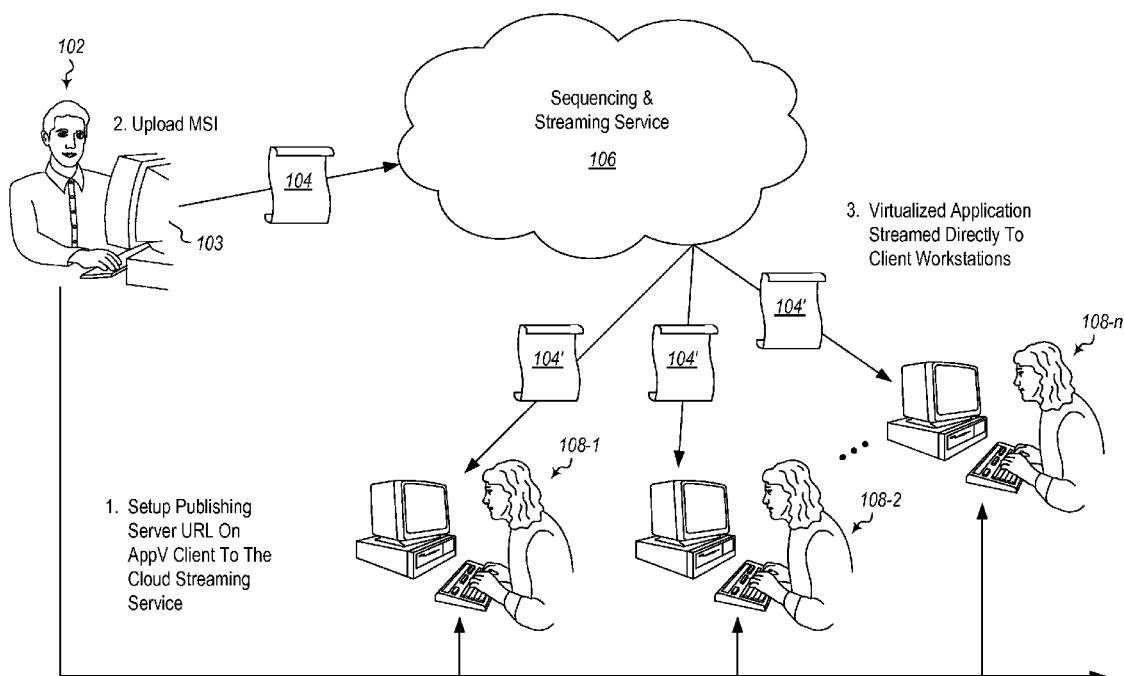 102
2. Upload MSI
104
103
Sequencing &
Streaming Service
106
3. Virtualized Application
Streamed Directly To
Client Workstations
104'
104'
104'
108-n
108-1
108-2
1. Setup Publishing
Server URL On
AppV Client To The
Cloud Streaming
Service